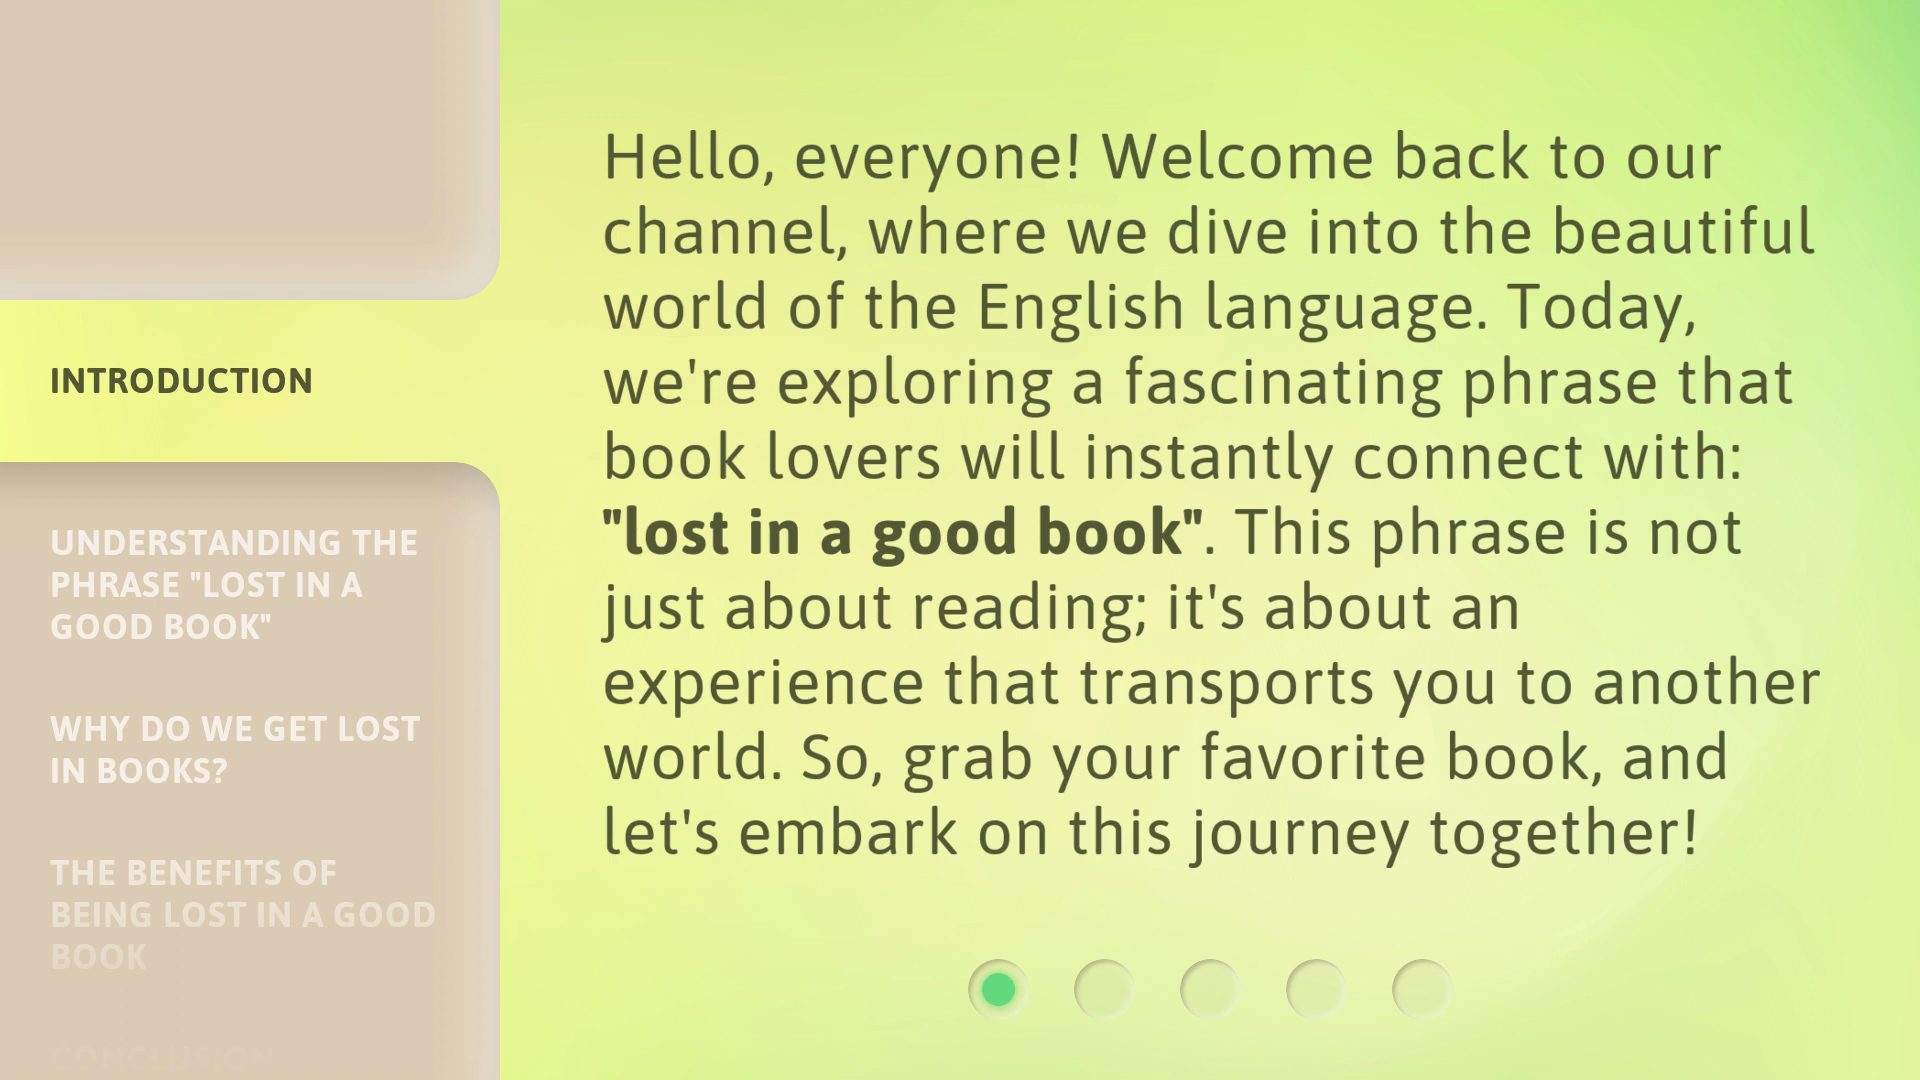 INTRODUCTION
UNDERSTANDING THE
PHRASE "LOST IN A
GOOD BOOK"
WHY DO WE GET LOST
IN BOOKS?
THE BENEFITS OF
BEING LOST IN A GOOD
BOOK
CONCLUSION
Hello, everyone! Welcome back to our
channel, where we dive into the beautiful
world of the English language. Today,
we're exploring a fascinating phrase that
book lovers will instantly connect with:
"lost in a good book". This phrase is not
just about reading; it's about an
experience that transports you to another
world. So, grab your favorite book, and
let's embark on this journey together!